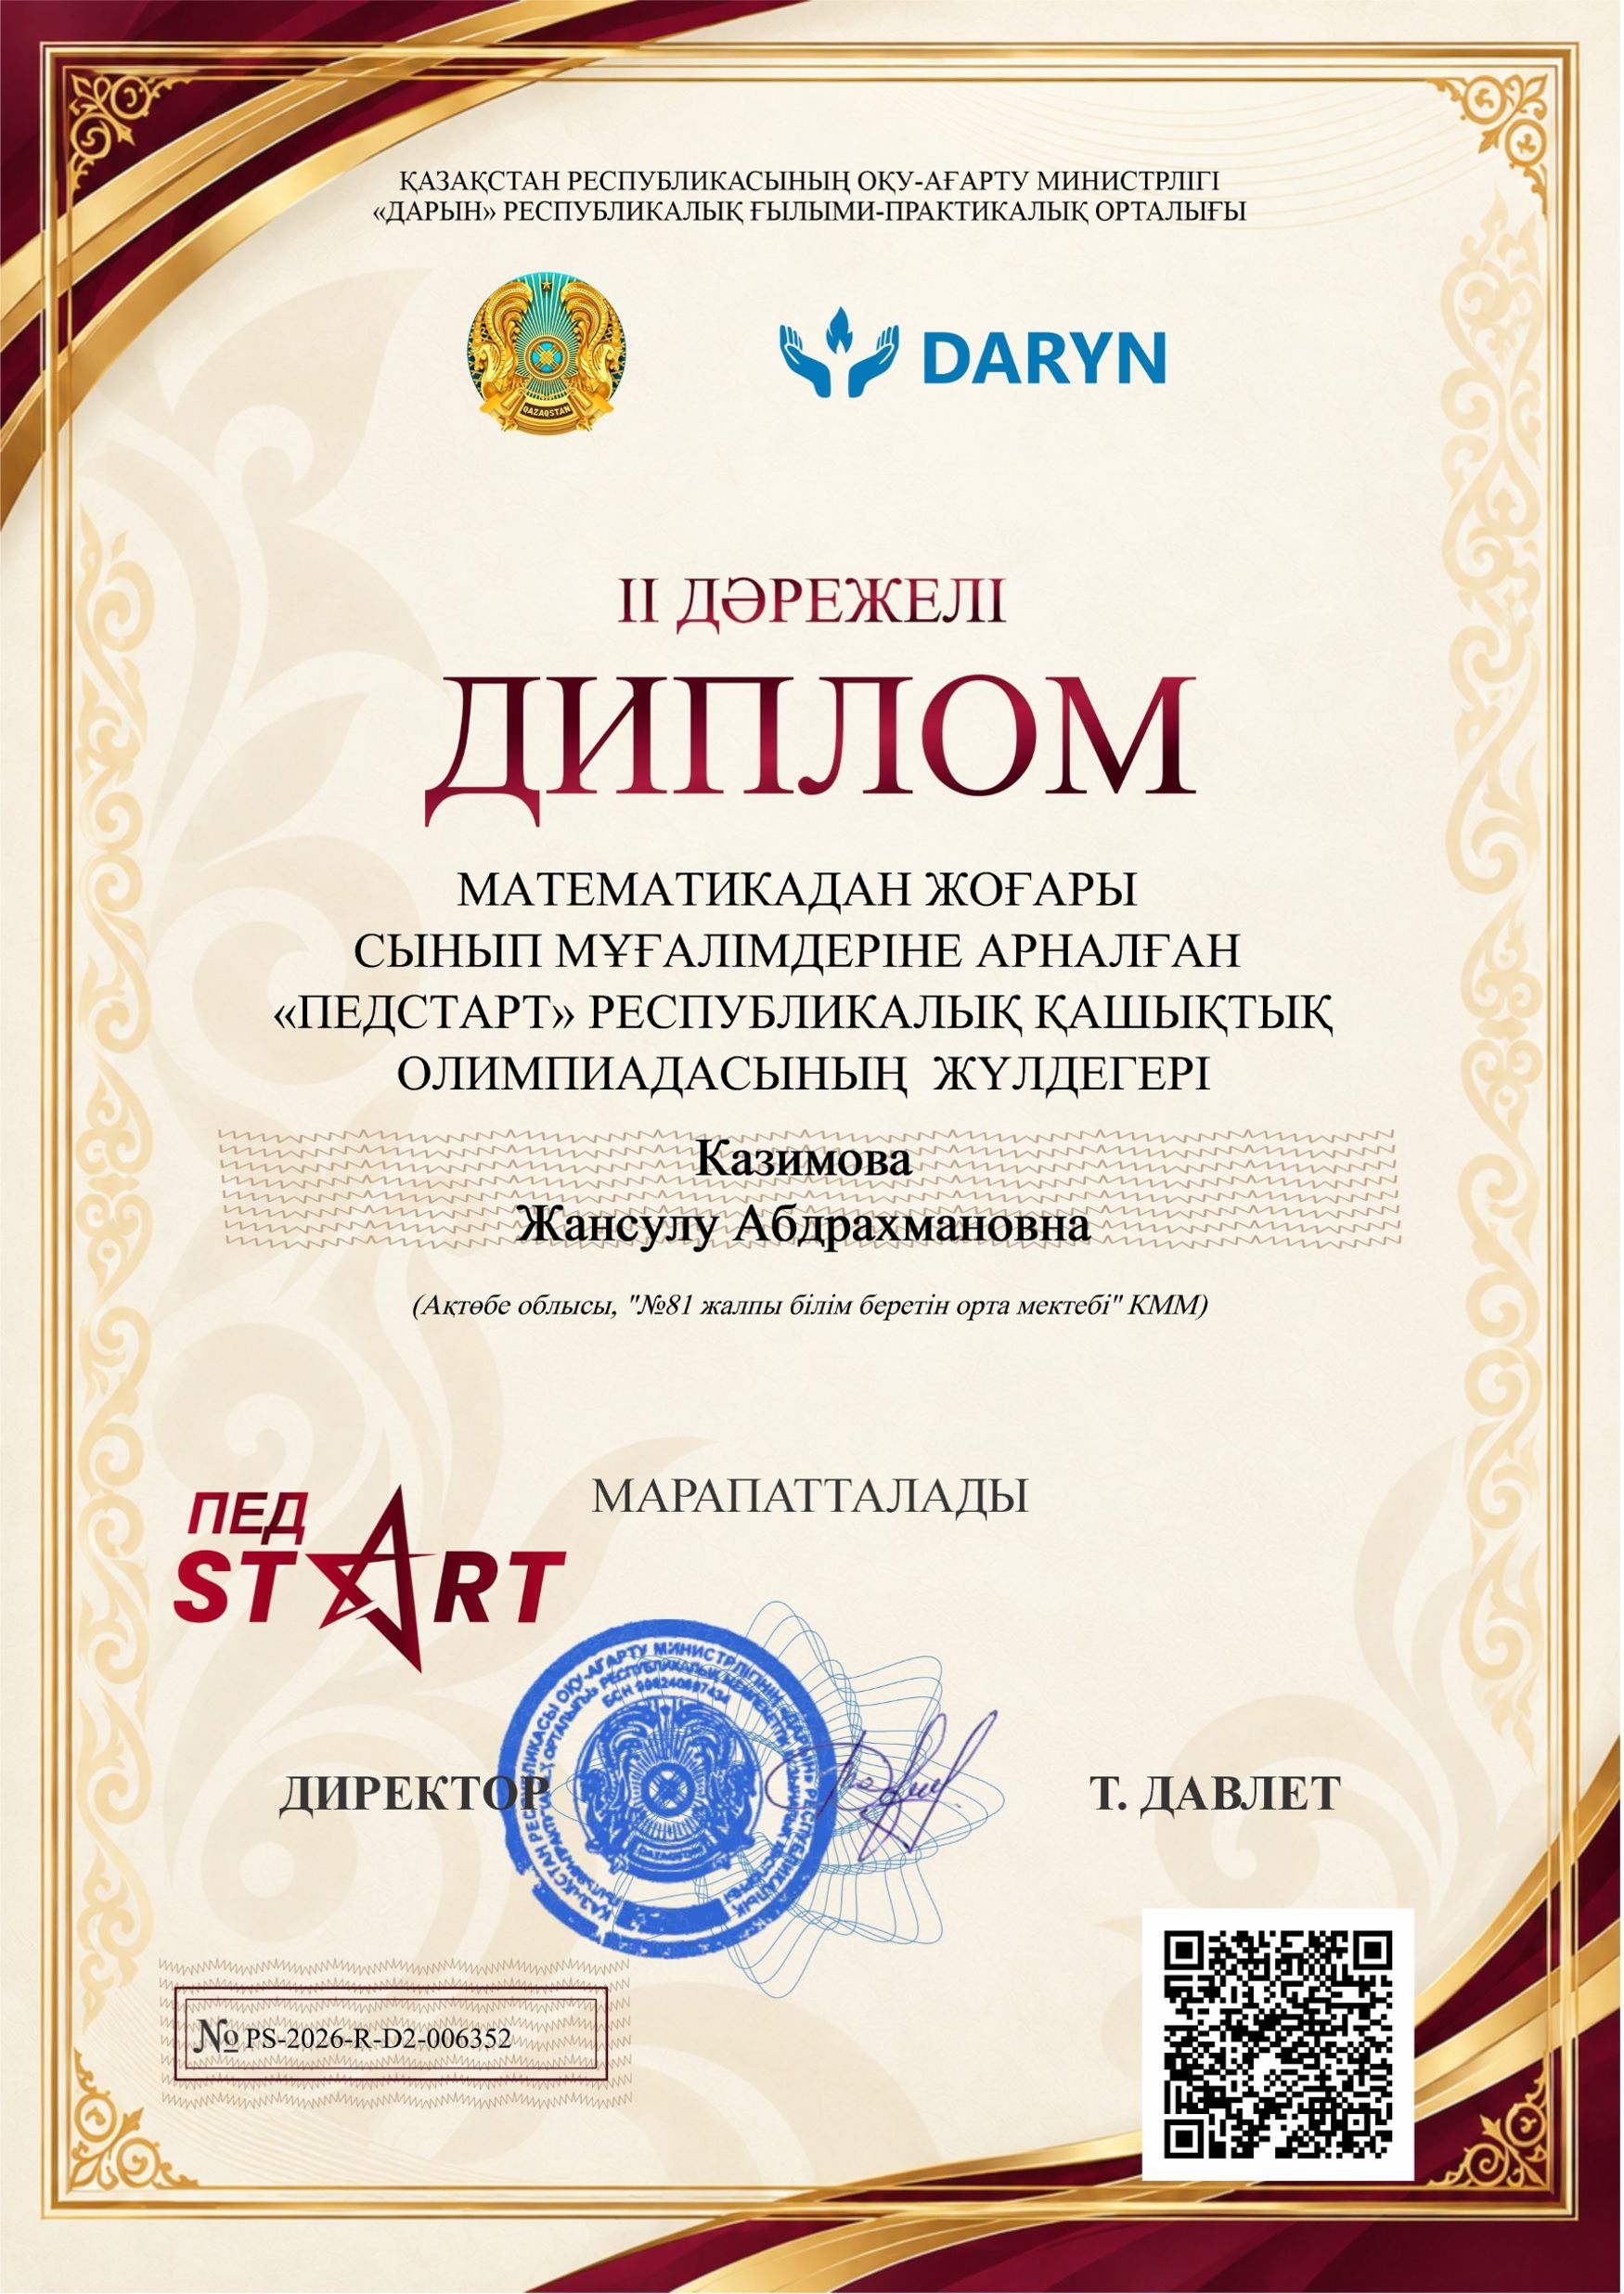 ҚАЗАҚСТАН РЕСПУБЛИКАСЫНЫҢ ОҚУ-АҒАРТУ МИНИСТРЛІГІ
«ДАРЫН» РЕСПУБЛИКАЛЫҚ ҒЫЛЫМИ-ПРАКТИКАЛЫҚ ОРТАЛЫҒЫ
QAZAQSTAN
DARYN
II ДӘРЕЖЕЛІ
ДИПЛОМ
МАТЕМАТИКАДАН ЖОҒАРЫ
СЫНЫП МҰҒАЛІМДЕРІНЕ АРНАЛҒАН
«ПЕДСТАРТ» РЕСПУБЛИКАЛЫҚ ҚАШЫҚТЫҚ
ОЛИМПИАДАСЫНЫҢ ЖҮЛДЕГЕРІ
Казимова
Жансулу Абдрахмановна
(Ақтөбе облысы, "№81 жалпы білім беретін орта мектебі" КММ)
МАРАПАТТАЛАДЫ
ПЕД
START
ДИРЕКТОР
Т. ДАВЛЕТ
№ PS-2026-R-D2-006352